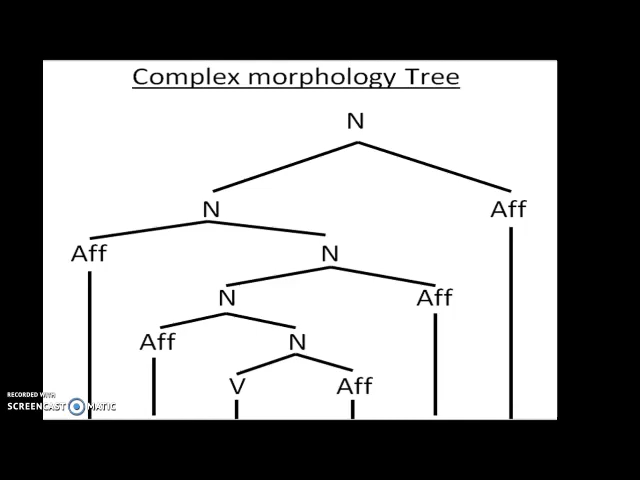 Complex morphology Tree
N
N Aff
Aff N
N Aff
Aff N
V Aff
RECORDED WITH
SCREENCAST MATIC